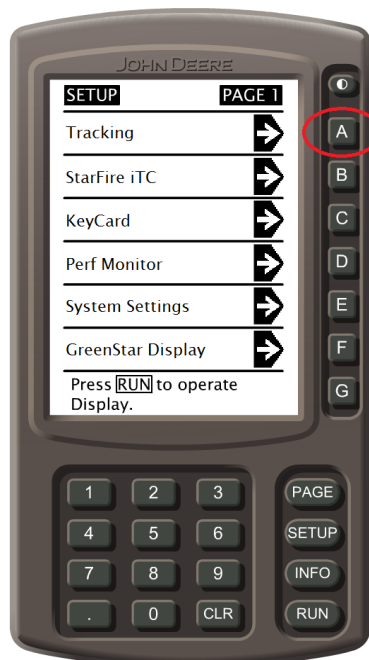 JOHN DEERE
SETUP PAGE 1
Tracking
A
StarFire iTC
B
KeyCard
C
Perf Monitor
D
System Settings
E
GreenStar Display
F
Press RUN to operate
Display.
G
1 2 3 PAGE
4 5 6 SETUP
7 8 9 INFO
. 0 CLR RUN